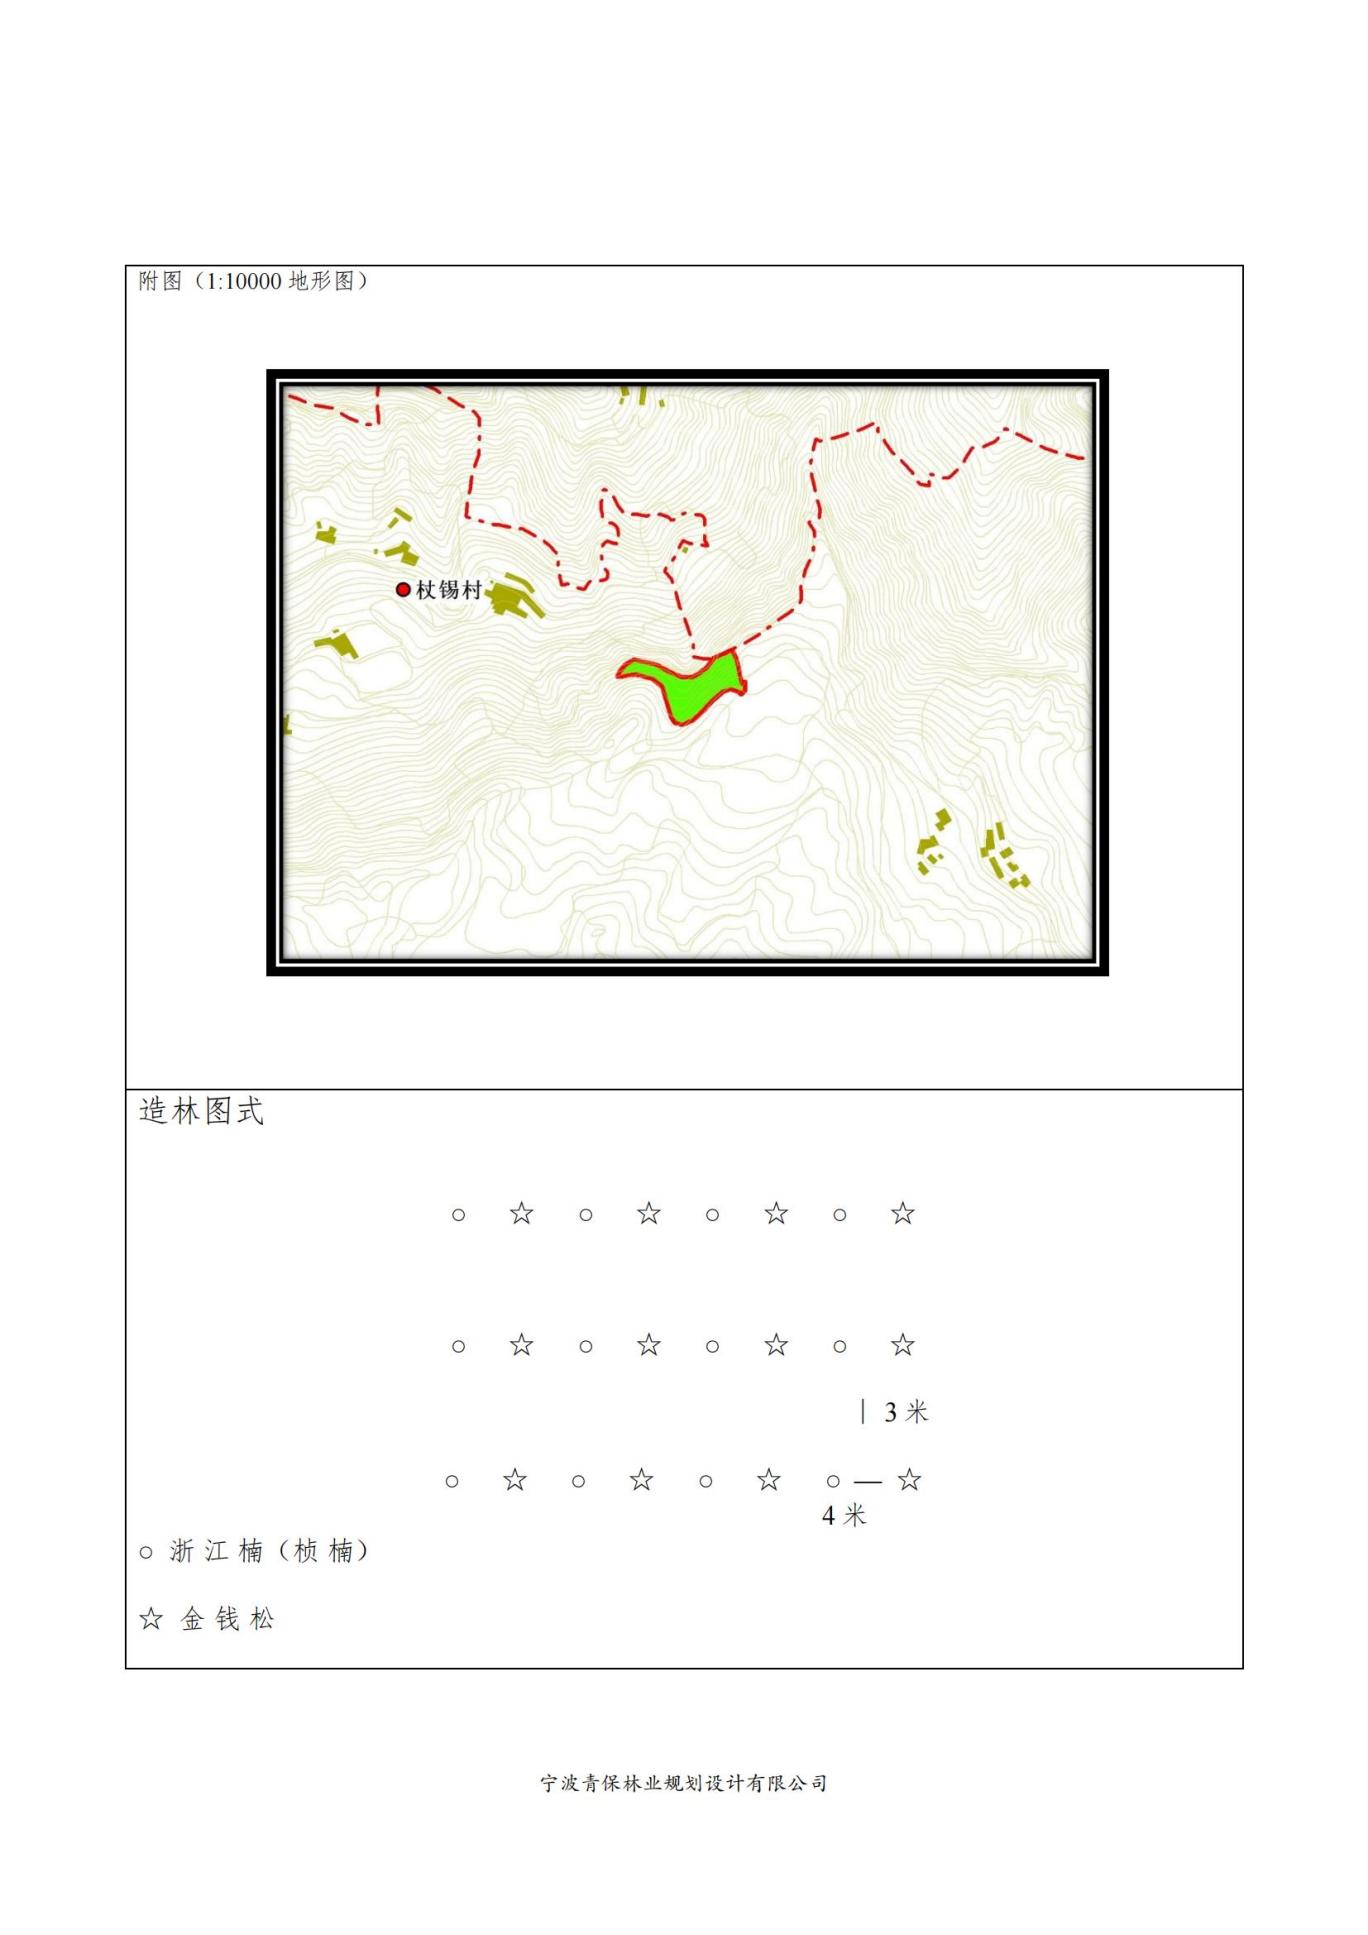 附图（1:10000 地形图）
杖锡村
造林图式
○ ☆ ○ ☆ ○ ☆ ○ ☆
○ ☆ ○ ☆ ○ ☆ ○ ☆
｜ 3 米
○ ☆ ○ ☆ ○ ☆ ○ — ☆
4 米
○ 浙江楠（桢楠）
☆ 金钱松
宁波青保林业规划设计有限公司